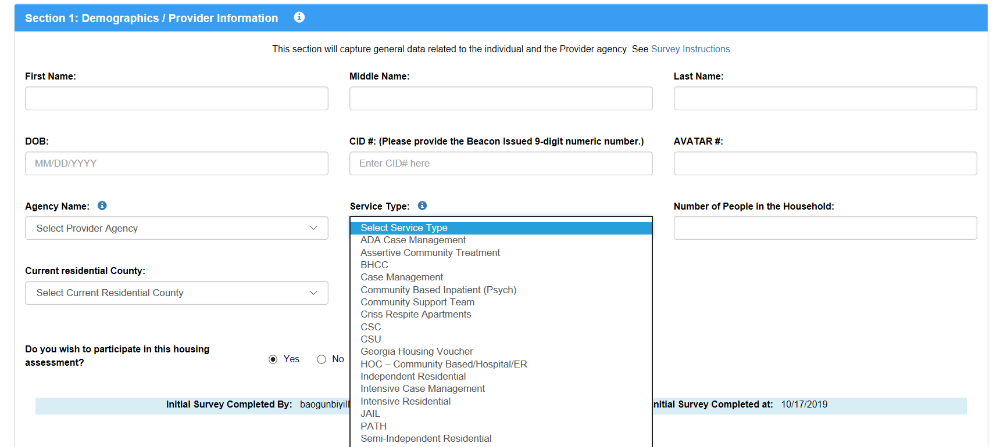 Section 1: Demographics / Provider Information
This section will capture general data related to the individual and the Provider agency. See Survey Instructions
First Name:
Middle Name:
Last Name:
DOB:
CID #: (Please provide the Beacon Issued 9-digit numeric number.)
AVATAR #:
MM/DD/YYYY
Enter CID# here
Agency Name:
Service Type:
Number of People in the Household:
Select Provider Agency
Select Service Type
ADA Case Management
Assertive Community Treatment
BHCC
Case Management
Community Based Inpatient (Psych)
Community Support Team
Criss Respite Apartments
CSC
CSU
Georgia Housing Voucher
HOC – Community Based/Hospital/ER
Independent Residential
Intensive Case Management
Intensive Residential
JAIL
PATH
Semi-Independent Residential
Current residential County:
Select Current Residential County
Do you wish to participate in this housing
assessment?
Yes
No
Initial Survey Completed By:
nitial Survey Completed at: 10/17/2019